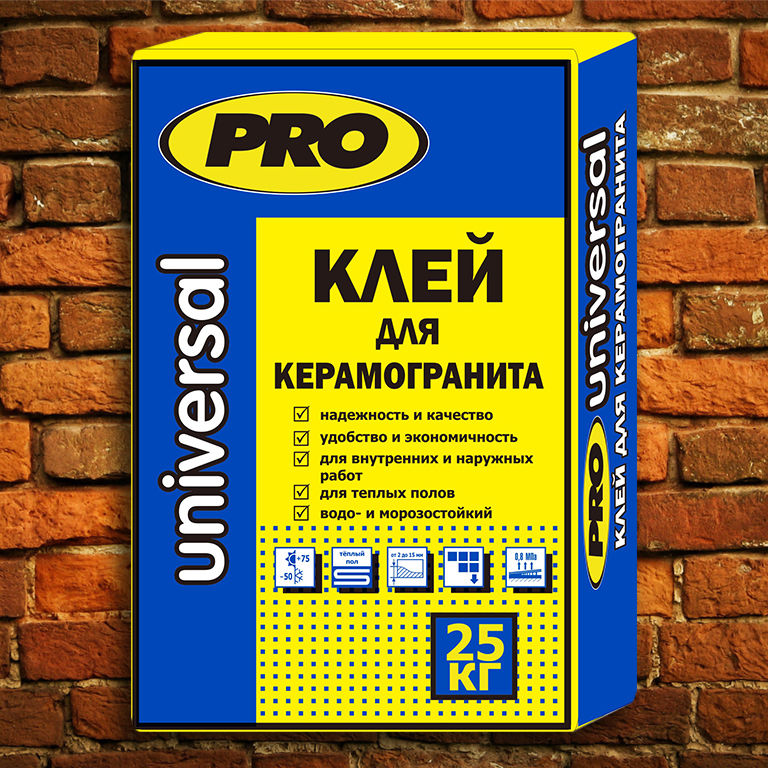 PRO
universal
КЛЕЙ
ДЛЯ
КЕРАМОГРАНИТА
надежность и качество
удобство и экономичность
для внутренних и наружных
работ
для теплых полов
водо- и морозостойкий
+75
-50
тёплый
пол
от 2 до 15 мм
0,8 МПа
25
КГ
PRO universal
КЛЕЙ ДЛЯ КЕРАМОГРАНИТА